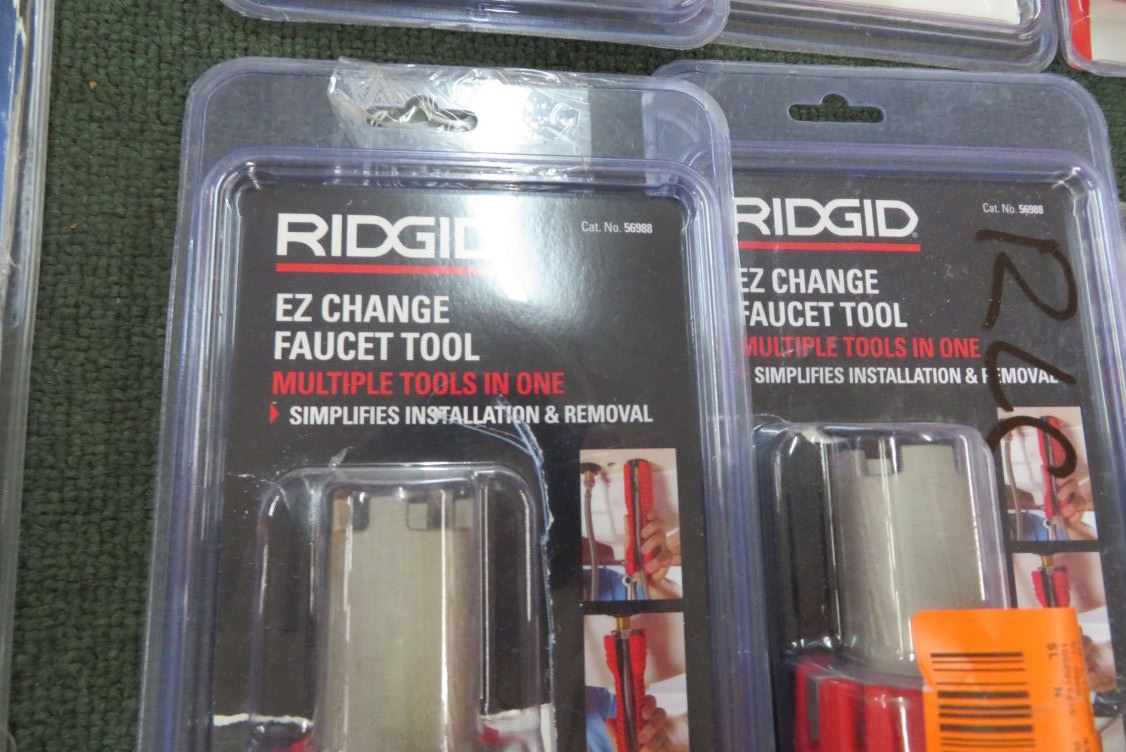 RIDGID
Cat. No. 56988
EZ CHANGE
FAUCET TOOL
MULTIPLE TOOLS IN ONE
SIMPLIFIES INSTALLATION & REMOVAL
RIDGID
Cat. No. 56988
EZ CHANGE
FAUCET TOOL
MULTIPLE TOOLS IN ONE
SIMPLIFIES INSTALLATION & REMOVAL